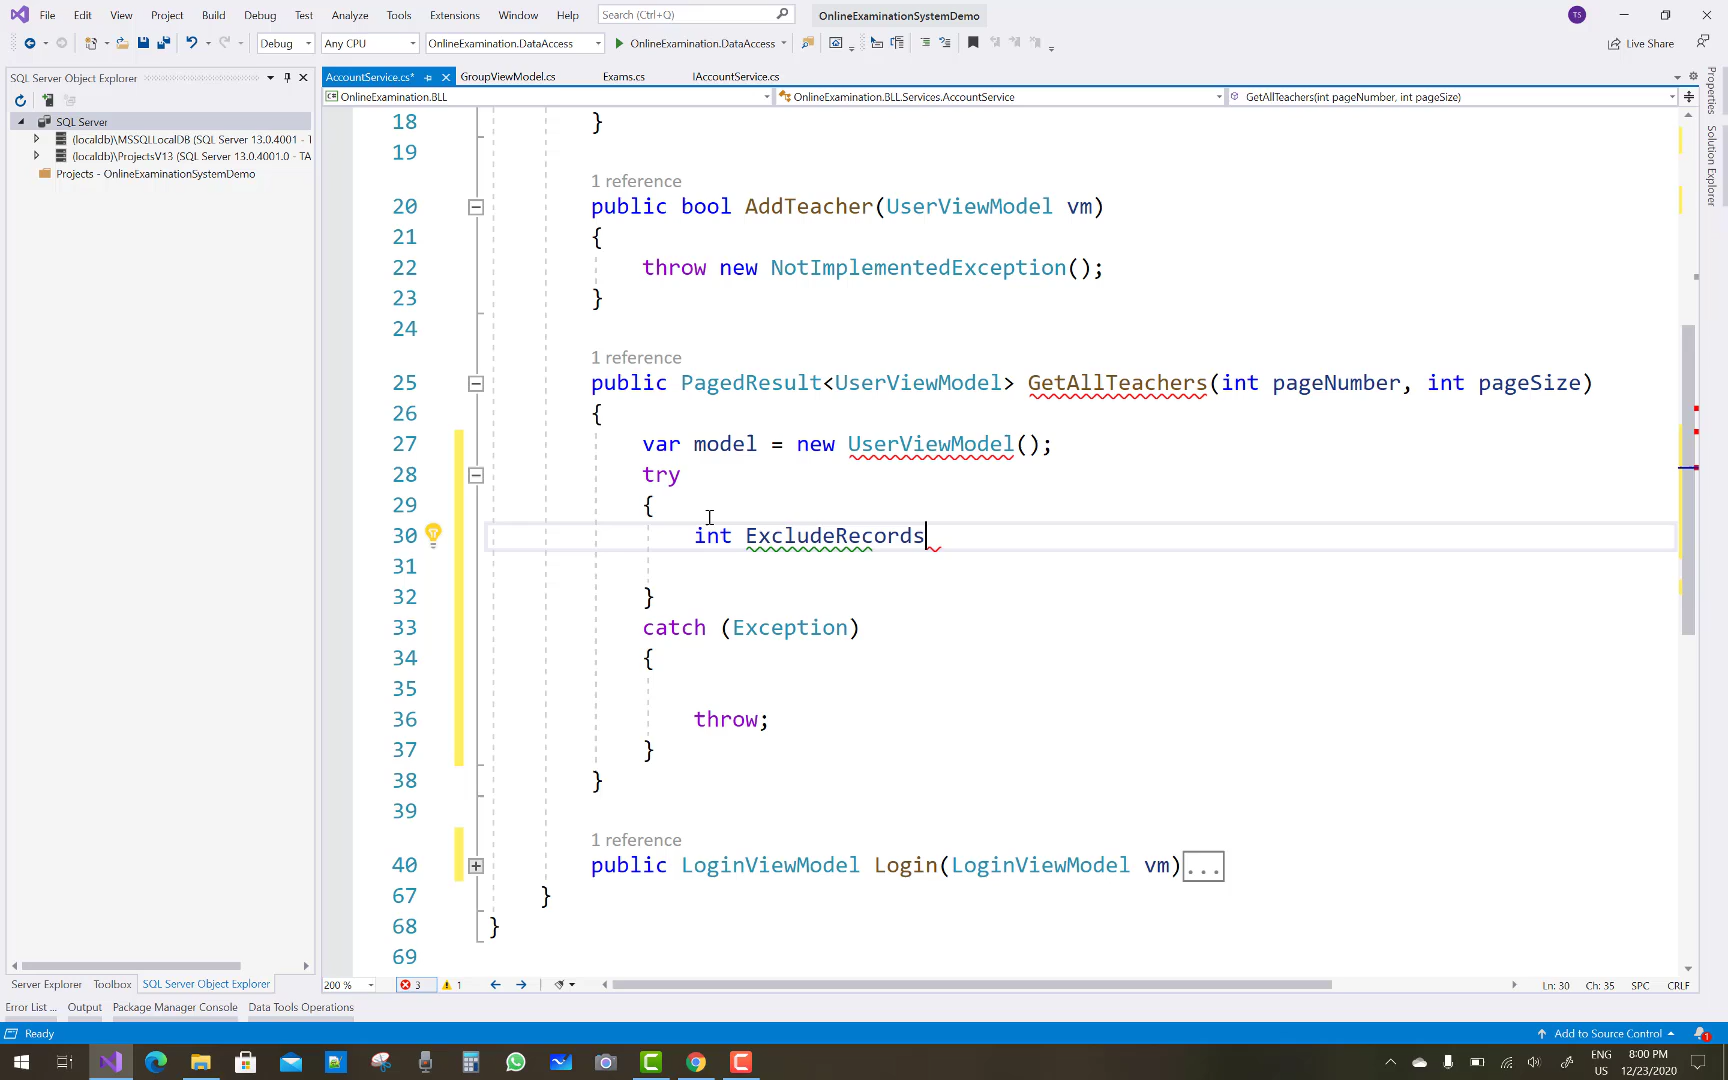 File Edit View Project Build Debug Test Analyze Tools Extensions Window Help Search (Ctrl+Q) OnlineExaminationSystemDemo TS
Debug Any CPU OnlineExamination.DataAccess OnlineExamination.DataAccess Live Share
SQL Server Object Explorer
AccountService.cs* GroupViewModel.cs Exams.cs IAccountService.cs
OnlineExamination.BLL OnlineExamination.BLL.Services.AccountService GetAllTeachers(int pageNumber, int pageSize)
SQL Server
(localdb)\MSSQLLocalDB (SQL Server 13.0.4001 - T
(localdb)\ProjectsV13 (SQL Server 13.0.4001.0 - TA
Projects - OnlineExaminationSystemDemo
18 }
19
1 reference
20 public bool AddTeacher(UserViewModel vm)
21 {
22 throw new NotImplementedException();
23 }
24
1 reference
25 public PagedResult<UserViewModel> GetAllTeachers(int pageNumber, int pageSize)
26 {
27 var model = new UserViewModel();
28 try
29 {
30 int ExcludeRecords
31
32 }
33 catch (Exception)
34 {
35
36 throw;
37 }
38 }
39
1 reference
40 public LoginViewModel Login(LoginViewModel vm)...
67 }
68 }
69
Properties
Solution Explorer
Server Explorer Toolbox SQL Server Object Explorer
200 % 3 1 Ln: 30 Ch: 35 SPC CRLF
Error List ... Output Package Manager Console Data Tools Operations
Ready Add to Source Control 1
ENG
US
8:00 PM
12/23/2020